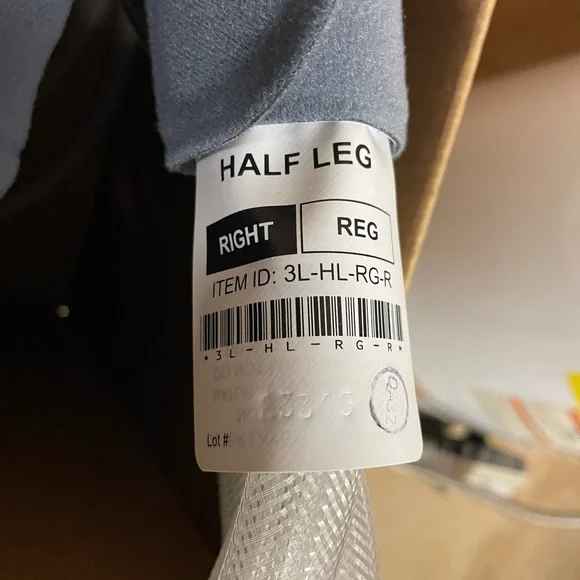 HALF LEG
RIGHT REG
ITEM ID: 3L-HL-RG-R
*3L-HL-RG-R*
Lot #